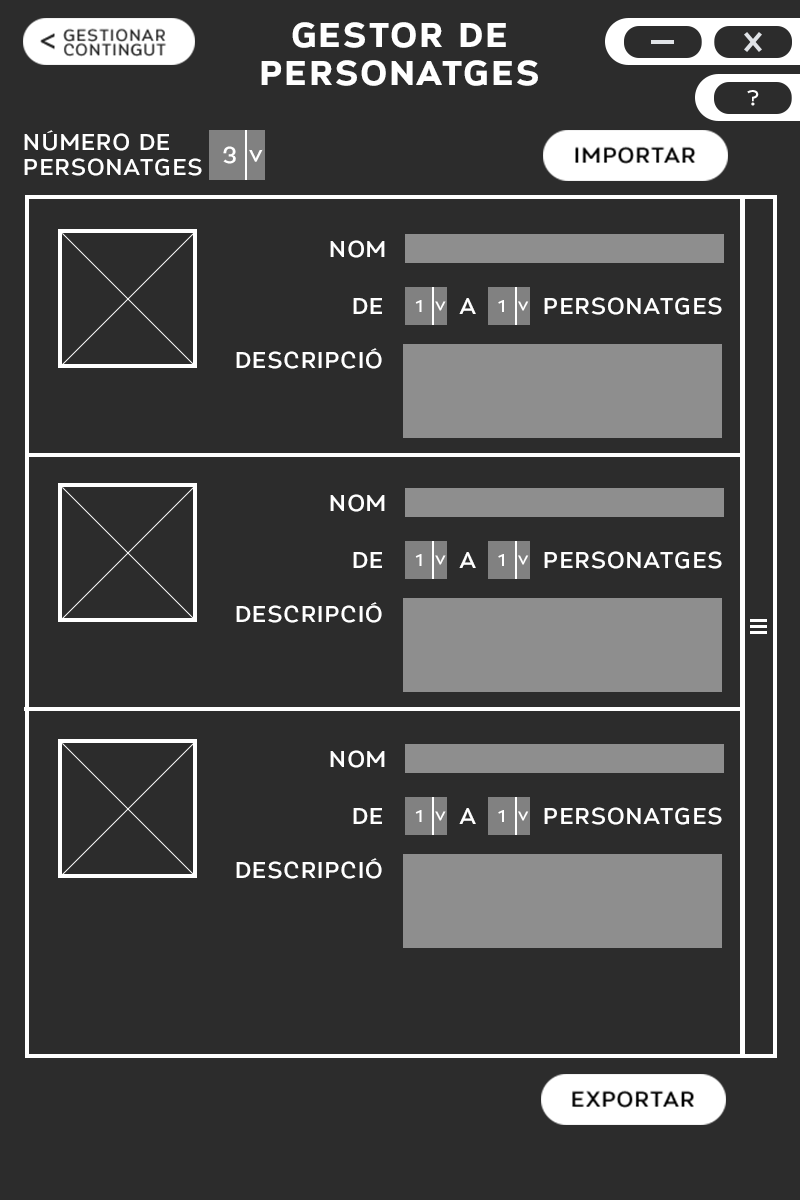 < GESTIONAR
CONTINGUT
GESTOR DE
PERSONATGES
– X
?
NÚMERO DE
PERSONATGES 3 v
IMPORTAR
NOM
DE 1 v A 1 v PERSONATGES
DESCRIPCIÓ
NOM
DE 1 v A 1 v PERSONATGES
DESCRIPCIÓ
NOM
DE 1 v A 1 v PERSONATGES
DESCRIPCIÓ
EXPORTAR